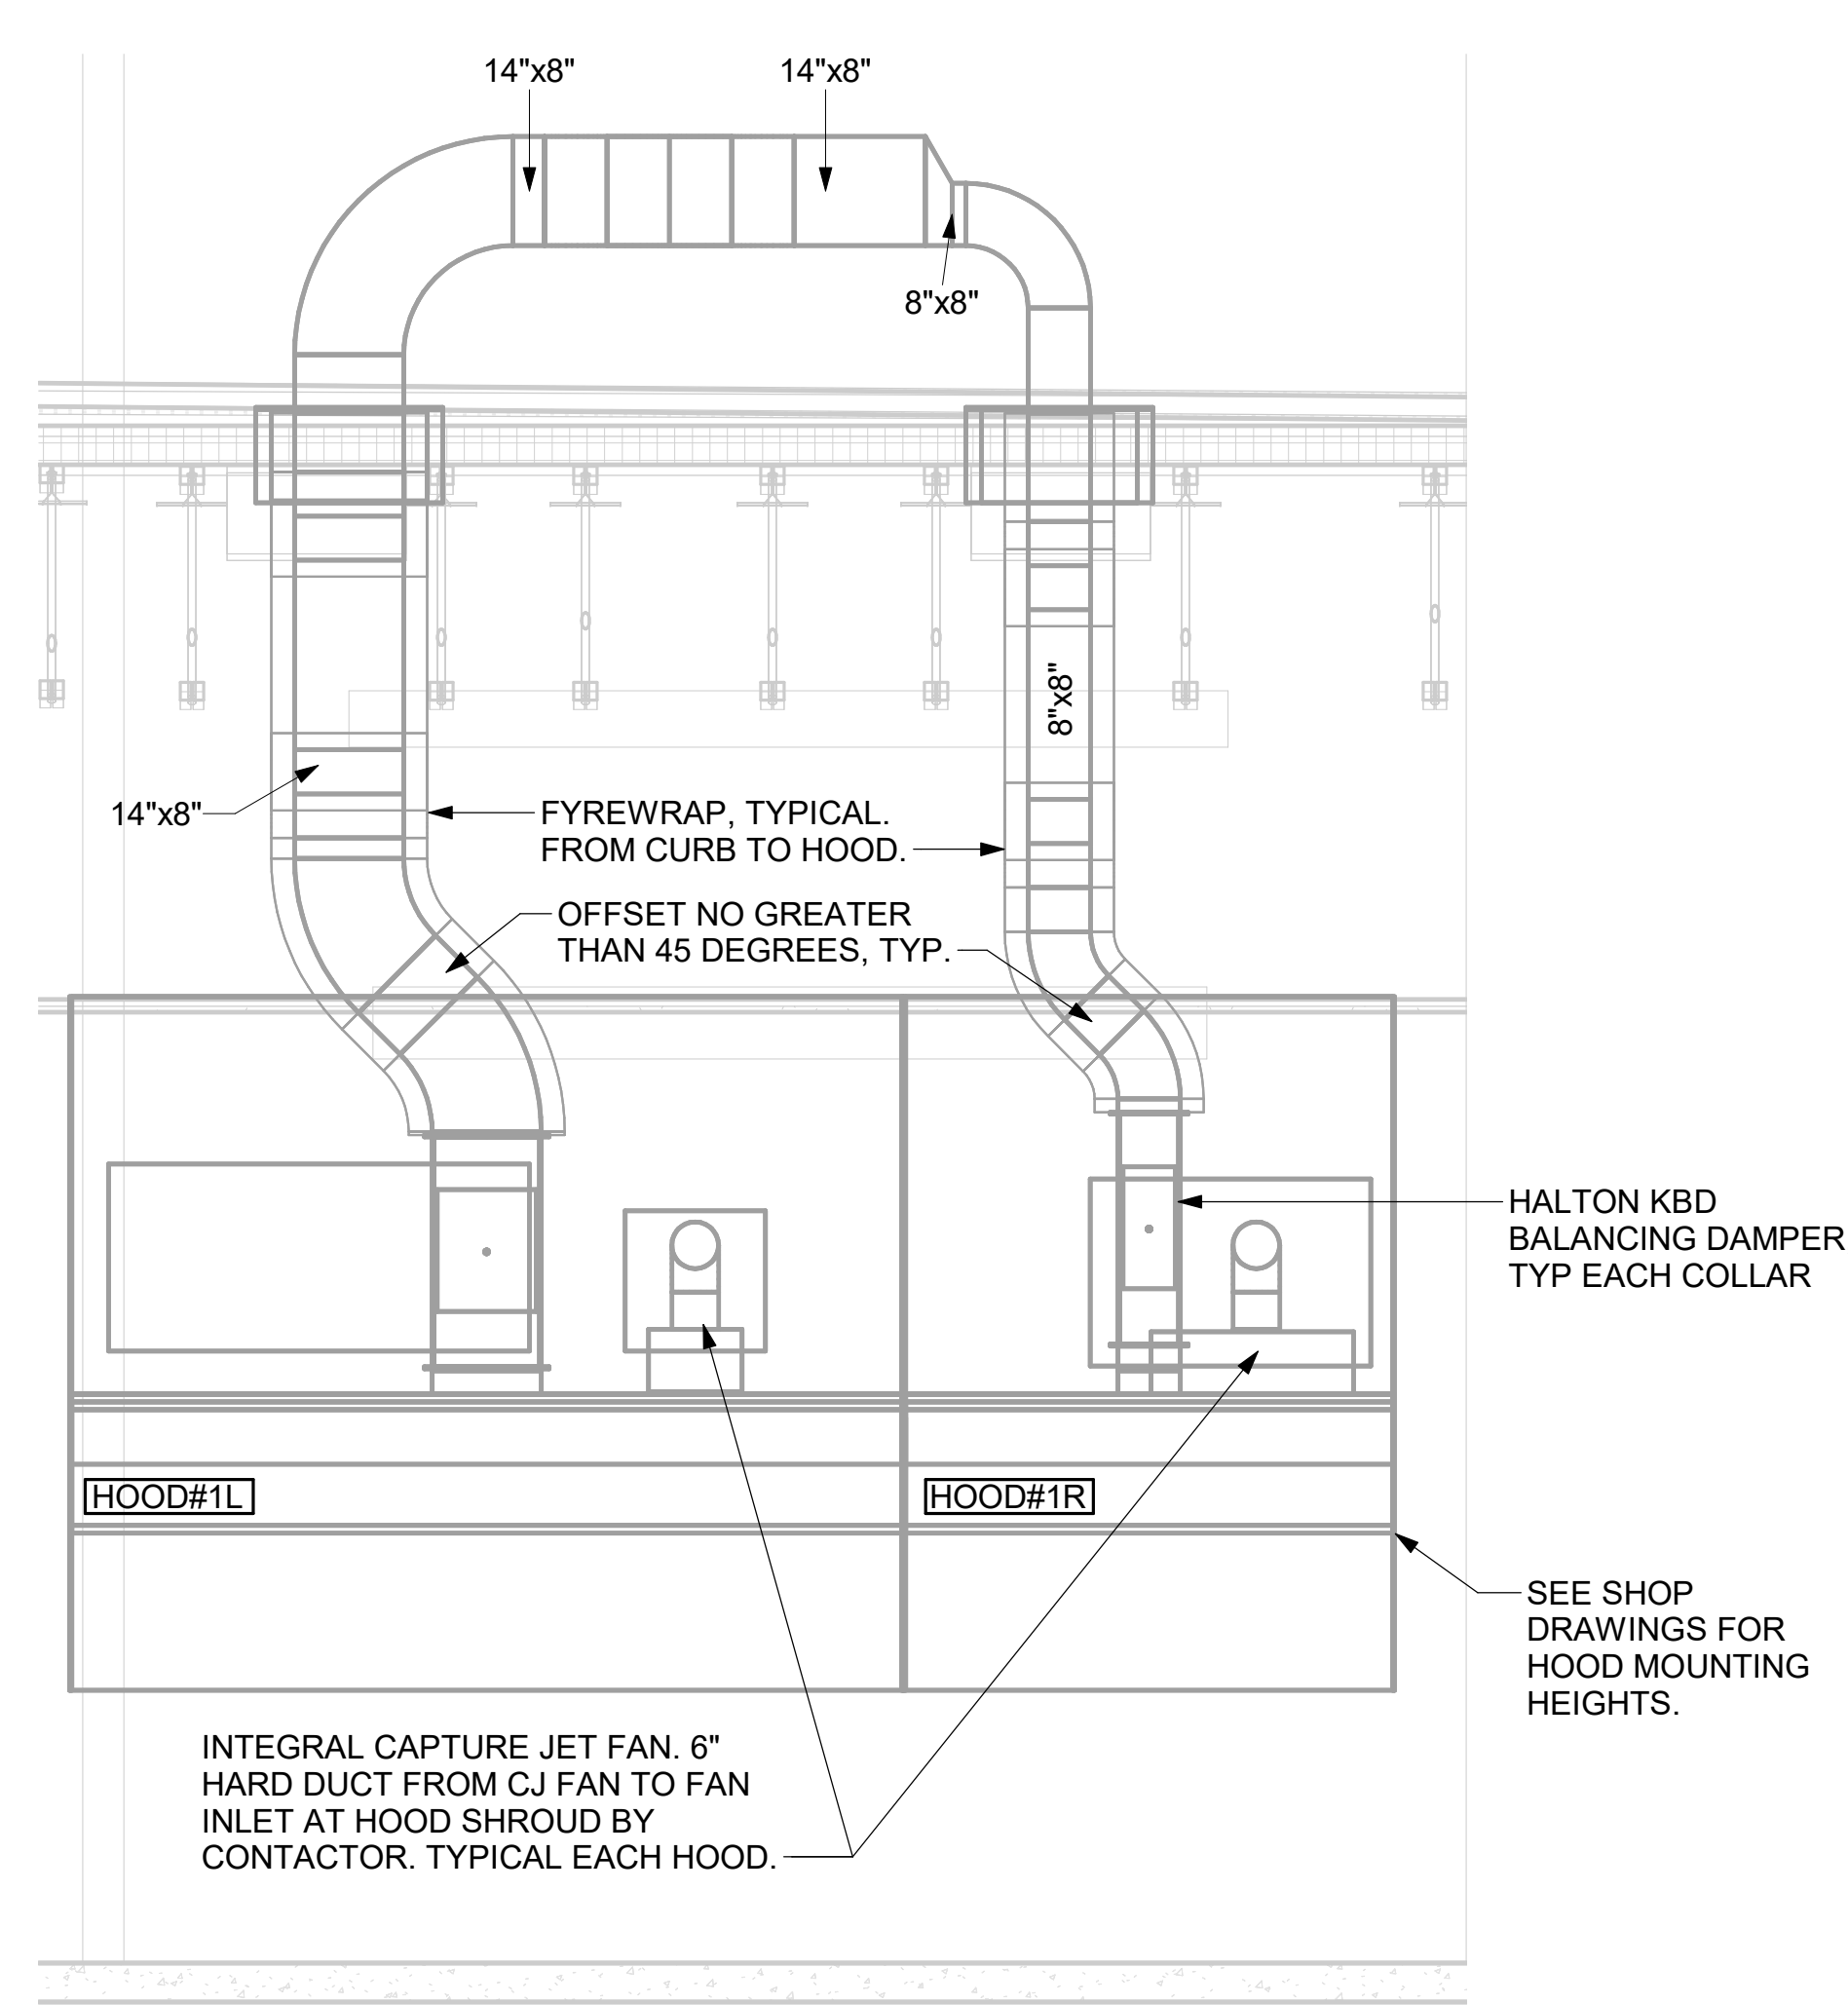 14"x8"
14"x8"
8"x8"
8"x8"
14"x8"
FYREWRAP, TYPICAL.
FROM CURB TO HOOD.
OFFSET NO GREATER
THAN 45 DEGREES, TYP.
HALTON KBD
BALANCING DAMPER
TYP EACH COLLAR
HOOD#1L
HOOD#1R
SEE SHOP
DRAWINGS FOR
HOOD MOUNTING
HEIGHTS.
INTEGRAL CAPTURE JET FAN. 6"
HARD DUCT FROM CJ FAN TO FAN
INLET AT HOOD SHROUD BY
CONTACTOR. TYPICAL EACH HOOD.